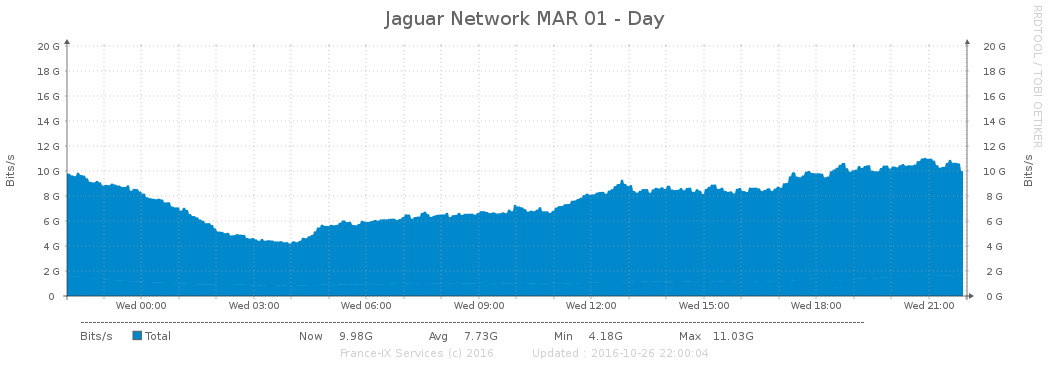 Jaguar Network MAR 01 - Day
RRDTOOL / TOBI OETIKER
Bits/s
Bits/s
20 G 20 G
18 G 18 G
16 G 16 G
14 G 14 G
12 G 12 G
10 G 10 G
8 G 8 G
6 G 6 G
4 G 4 G
2 G 2 G
0 0 G
Wed 00:00 Wed 03:00 Wed 06:00 Wed 09:00 Wed 12:00 Wed 15:00 Wed 18:00 Wed 21:00
Bits/s Total Now 9.98G Avg 7.73G Min 4.18G Max 11.03G
France-IX Services (c) 2016 Updated : 2016-10-26 22:00:04